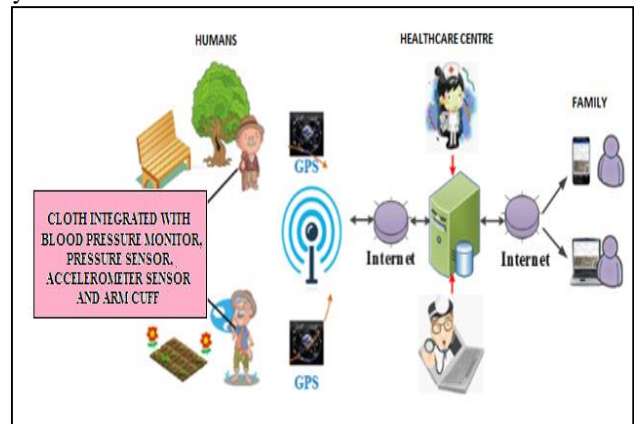 HUMANS
HEALTHCARE CENTRE
FAMILY
GPS
CLOTH INTEGRATED WITH
BLOOD PRESSURE MONITOR,
PRESSURE SENSOR,
ACCELEROMETER SENSOR
AND ARM CUFF
Internet
Internet
GPS